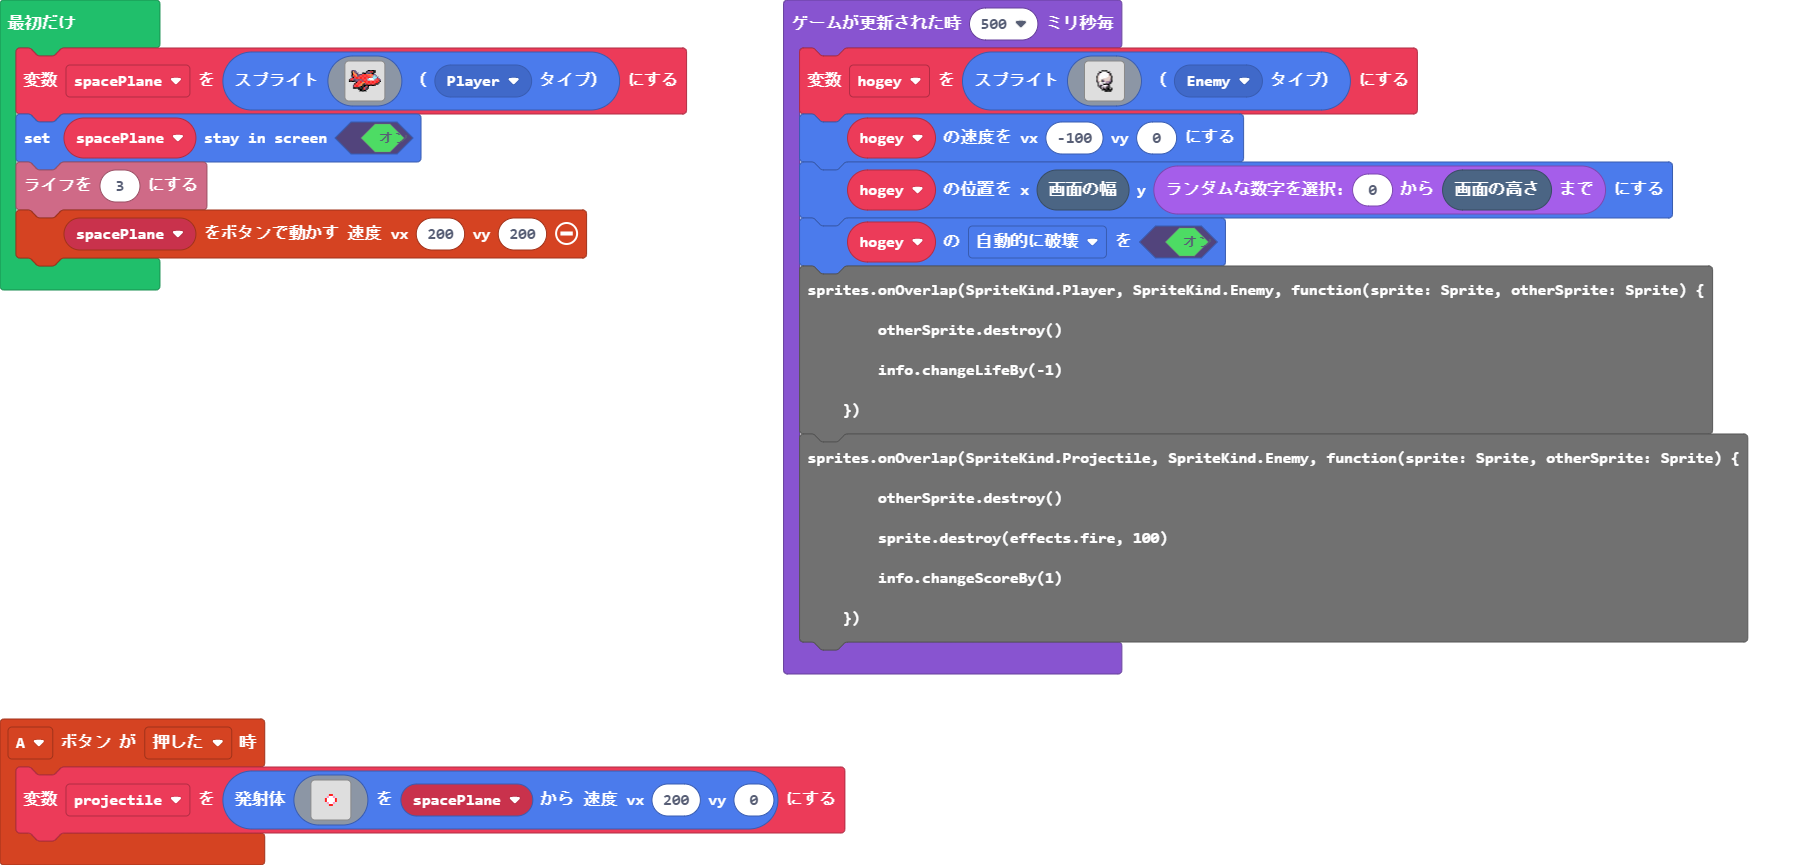 最初だけ
変数 spacePlane を スプライト ( Player タイプ) にする
set spacePlane stay in screen オン
ライフを 3 にする
spacePlane をボタンで動かす 速度 vx 200 vy 200
ゲームが更新された時 500 ミリ秒毎
変数 hogey を スプライト ( Enemy タイプ) にする
hogey の速度を vx -100 vy 0 にする
hogey の位置を x 画面の幅 y ランダムな数字を選択: 0 から 画面の高さ まで にする
hogey の 自動的に破壊 を オン
sprites.onOverlap(SpriteKind.Player, SpriteKind.Enemy, function(sprite: Sprite, otherSprite: Sprite) {
otherSprite.destroy()
info.changeLifeBy(-1)
})
sprites.onOverlap(SpriteKind.Projectile, SpriteKind.Enemy, function(sprite: Sprite, otherSprite: Sprite) {
otherSprite.destroy()
sprite.destroy(effects.fire, 100)
info.changeScoreBy(1)
})
A ボタン が 押した 時
変数 projectile を 発射体 を spacePlane から 速度 vx 200 vy 0 にする